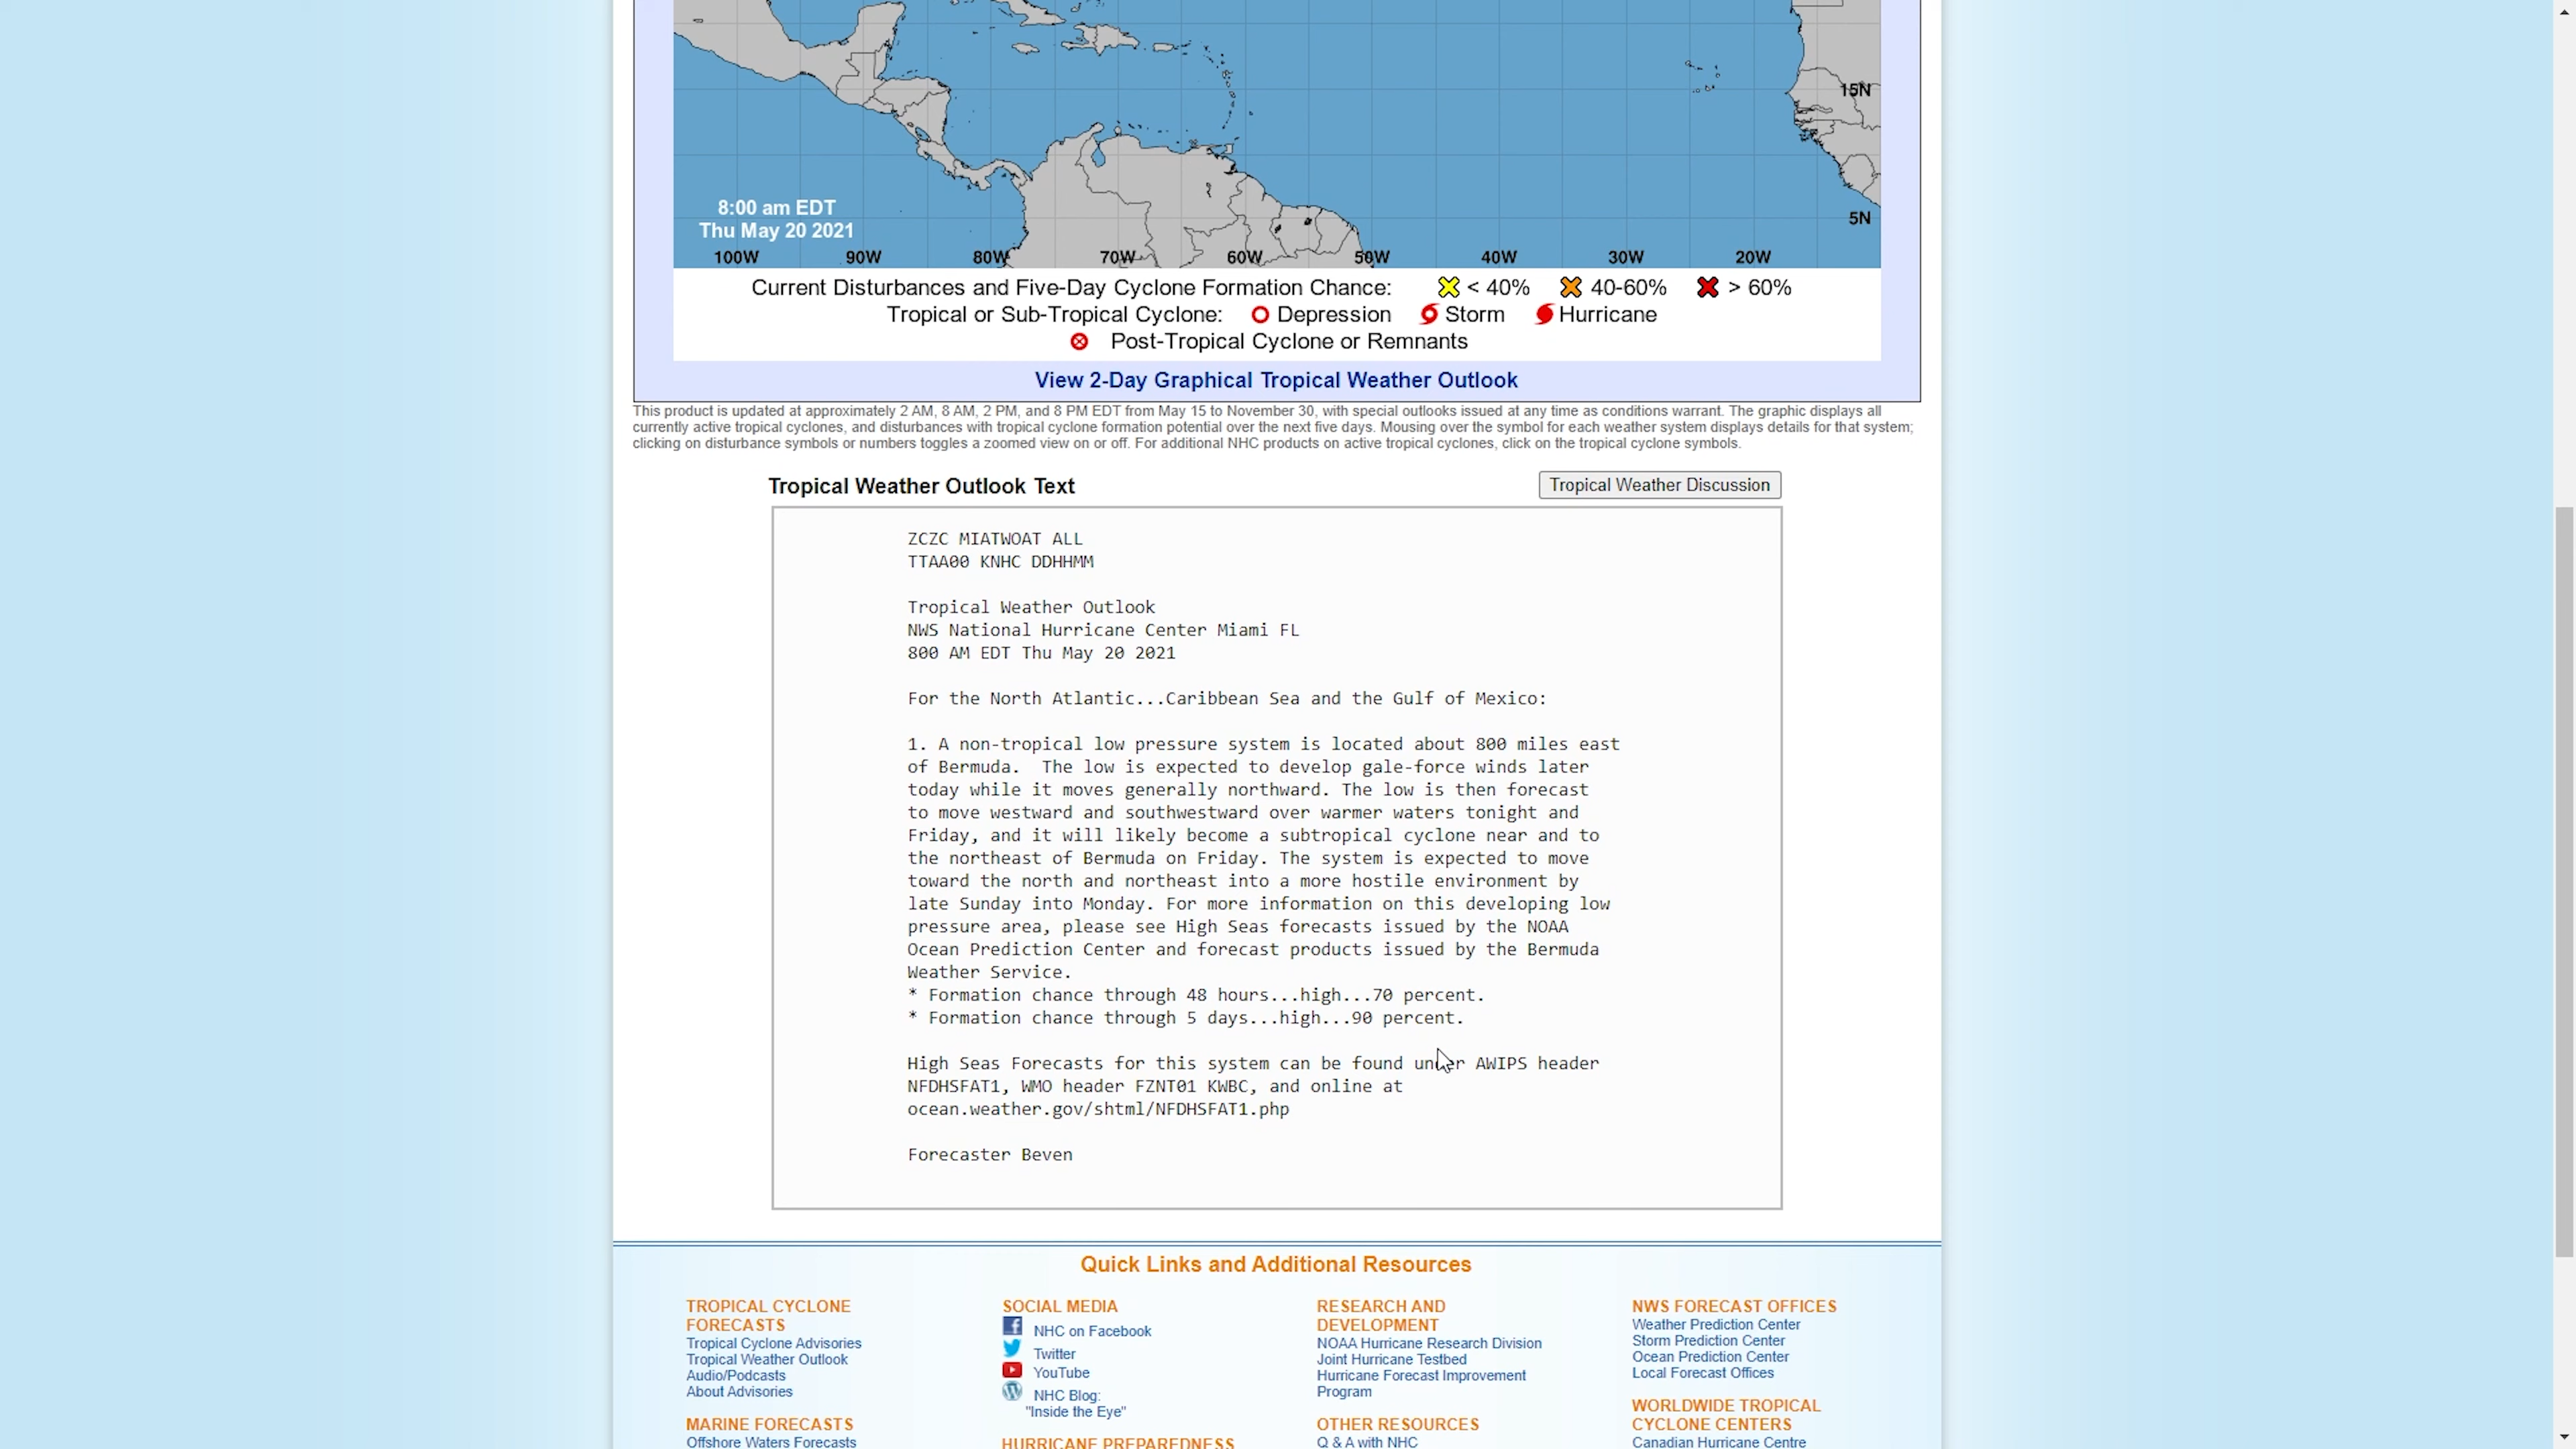 15N
5N
8:00 am EDT
Thu May 20 2021
100W 90W 80W 70W 60W 50W 40W 30W 20W
Current Disturbances and Five-Day Cyclone Formation Chance: < 40% 40-60% > 60%
Tropical or Sub-Tropical Cyclone: Depression Storm Hurricane
Post-Tropical Cyclone or Remnants
View 2-Day Graphical Tropical Weather Outlook
This product is updated at approximately 2 AM, 8 AM, 2 PM, and 8 PM EDT from May 15 to November 30, with special outlooks issued at any time as conditions warrant. The graphic displays all
currently active tropical cyclones, and disturbances with tropical cyclone formation potential over the next five days. Mousing over the symbol for each weather system displays details for that system;
clicking on disturbance symbols or numbers toggles a zoomed view on or off. For additional NHC products on active tropical cyclones, click on the tropical cyclone symbols.
Tropical Weather Outlook Text
Tropical Weather Discussion
ZCZC MIATWOAT ALL
TTAA00 KNHC DDHHMM
Tropical Weather Outlook
NWS National Hurricane Center Miami FL
800 AM EDT Thu May 20 2021
For the North Atlantic...Caribbean Sea and the Gulf of Mexico:
1. A non-tropical low pressure system is located about 800 miles east
of Bermuda.  The low is expected to develop gale-force winds later
today while it moves generally northward. The low is then forecast
to move westward and southwestward over warmer waters tonight and
Friday, and it will likely become a subtropical cyclone near and to
the northeast of Bermuda on Friday. The system is expected to move
toward the north and northeast into a more hostile environment by
late Sunday into Monday. For more information on this developing low
pressure area, please see High Seas forecasts issued by the NOAA
Ocean Prediction Center and forecast products issued by the Bermuda
Weather Service.
* Formation chance through 48 hours...high...70 percent.
* Formation chance through 5 days...high...90 percent.
High Seas Forecasts for this system can be found under AWIPS header
NFDHSFAT1, WMO header FZNT01 KWBC, and online at
ocean.weather.gov/shtml/NFDHSFAT1.php
Forecaster Beven
Quick Links and Additional Resources
TROPICAL CYCLONE
FORECASTS
Tropical Cyclone Advisories
Tropical Weather Outlook
Audio/Podcasts
About Advisories
MARINE FORECASTS
Offshore Waters Forecasts
SOCIAL MEDIA
NHC on Facebook
Twitter
YouTube
NHC Blog:
"Inside the Eye"
HURRICANE PREPAREDNESS
RESEARCH AND
DEVELOPMENT
NOAA Hurricane Research Division
Joint Hurricane Testbed
Hurricane Forecast Improvement
Program
OTHER RESOURCES
Q & A with NHC
NWS FORECAST OFFICES
Weather Prediction Center
Storm Prediction Center
Ocean Prediction Center
Local Forecast Offices
WORLDWIDE TROPICAL
CYCLONE CENTERS
Canadian Hurricane Centre